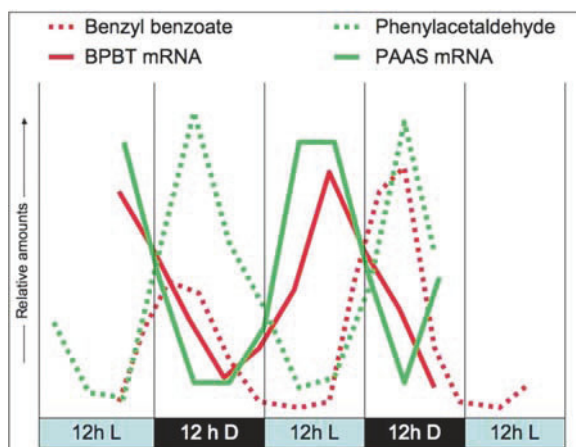 Benzyl benzoate
Phenylacetaldehyde
BPBT mRNA
PAAS mRNA
Relative amounts
12h L
12 h D
12h L
12h D
12h L